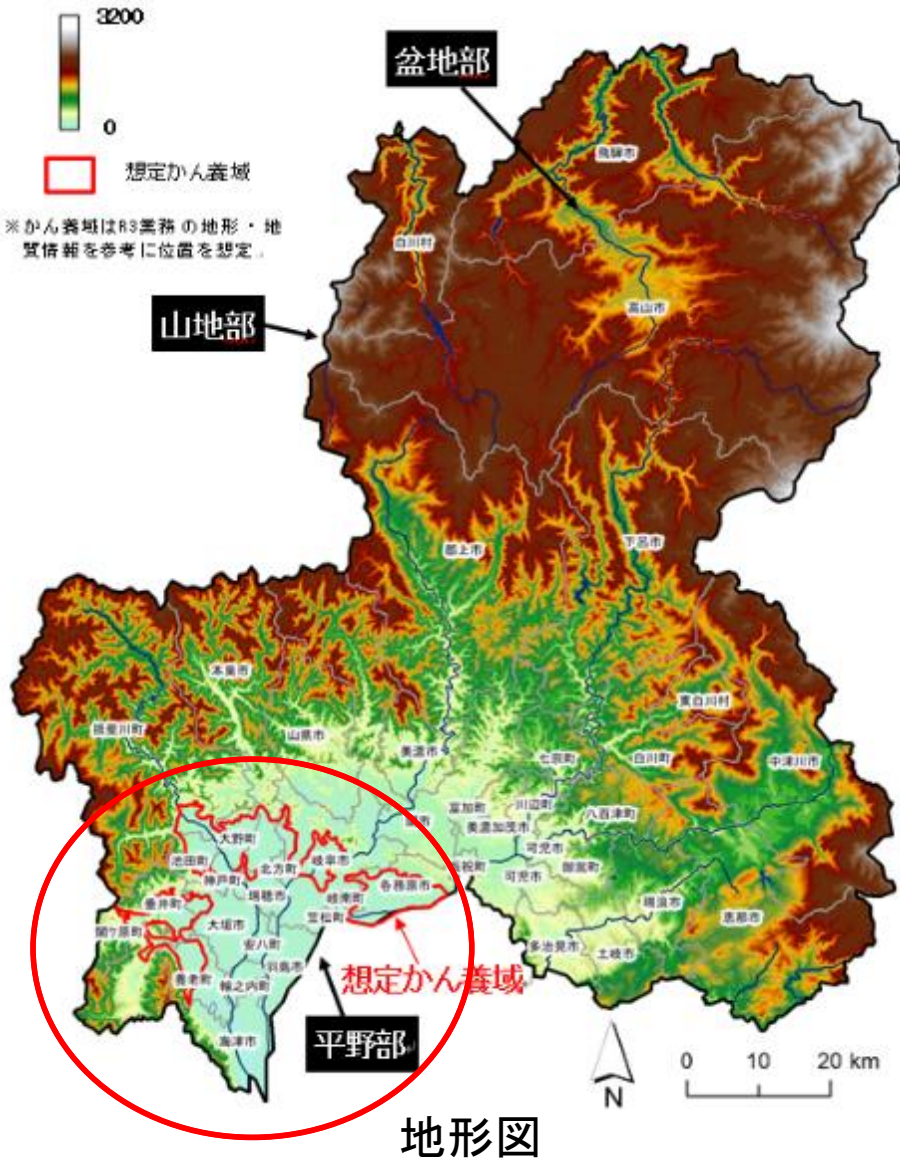 3200
0
想定かん養域
※かん養域はR3業務の地形・地
質情報を参考に位置を想定。
盆地部
山地部
飛騨市
白川村
高山市
郡上市
下呂市
本巣市
山県市
揖斐川町
美濃市
東白川村
七宗町
白川町
中津川市
富加町
川辺町
八百津町
美濃加茂市
可児市
御嵩町
可児市
大野町
池田町
北方町
岐阜市
神戸町
瑞穂市
岐南町
各務原市
垂井町
笠松町
大垣市
関ケ原町
安八町
羽島市
養老町
輪之内町
海津市
瑞浪市
恵那市
多治見市
土岐市
想定かん養域
平野部
N
0 10 20 km
地形図